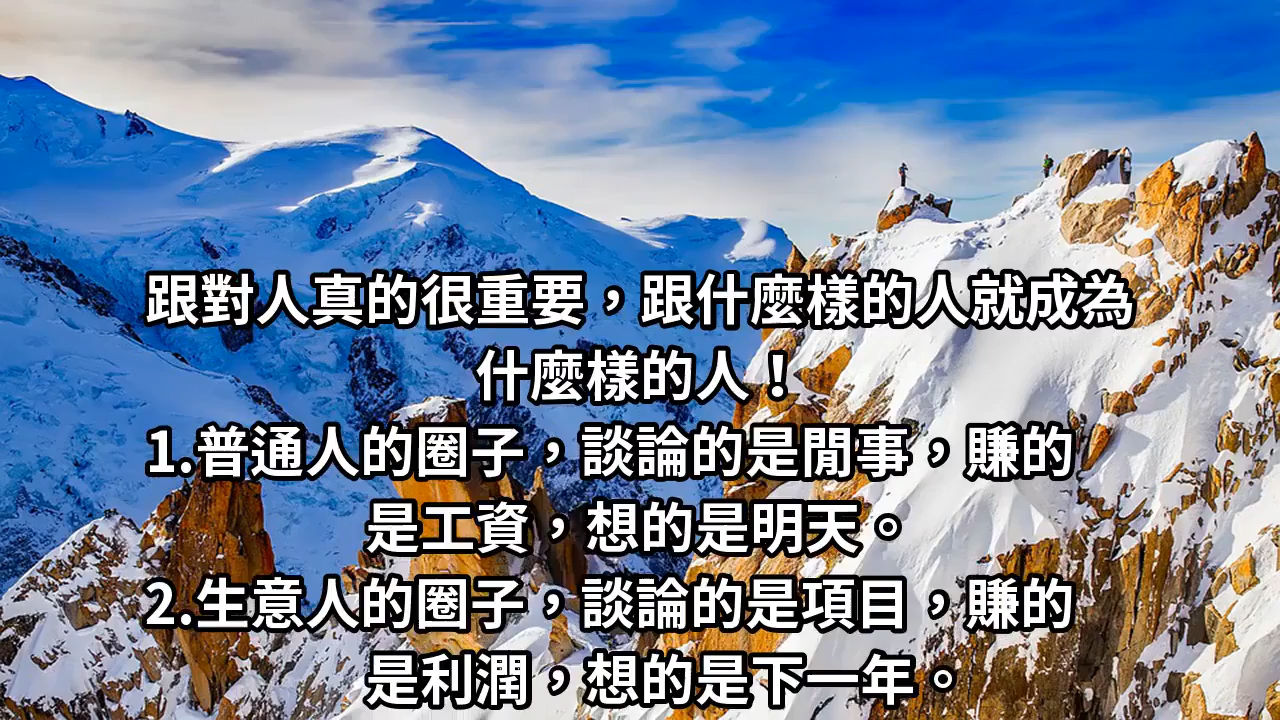 跟對人真的很重要，跟什麼樣的人就成為
什麼樣的人！
1.普通人的圈子，談論的是閒事，賺的
是工資，想的是明天。
2.生意人的圈子，談論的是項目，賺的
是利潤，想的是下一年。